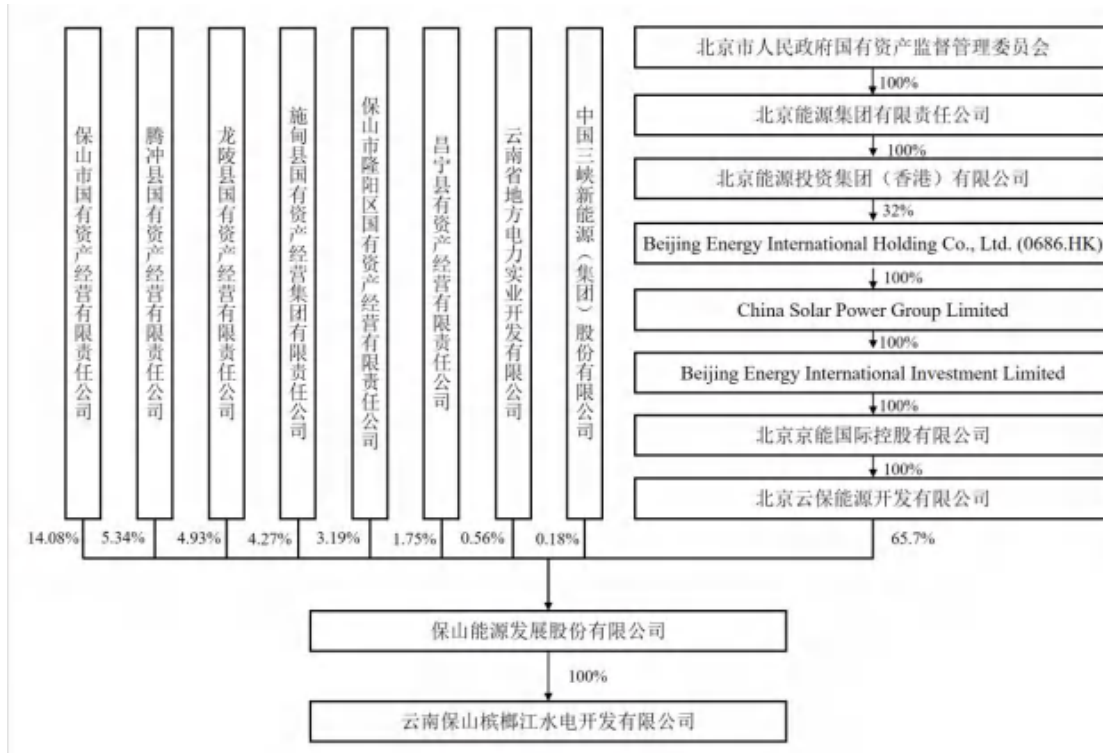 保山市国有资产经营有限责任公司
腾冲县国有资产经营有限责任公司
龙陵县国有资产经营有限责任公司
施甸县国有资产经营集团有限责任公司
保山市隆阳区国有资产经营有限责任公司
昌宁县有资产经营有限责任公司
云南省地方电力实业开发有限公司
中国三峡新能源（集团）股份有限公司
北京市人民政府国有资产监督管理委员会
100%
北京能源集团有限责任公司
100%
北京能源投资集团（香港）有限公司
32%
Beijing Energy International Holding Co., Ltd. (0686.HK)
100%
China Solar Power Group Limited
100%
Beijing Energy International Investment Limited
100%
北京京能国际控股有限公司
100%
北京云保能源开发有限公司
14.08%
5.34%
4.93%
4.27%
3.19%
1.75%
0.56%
0.18%
65.7%
保山能源发展股份有限公司
100%
云南保山槟榔江水电开发有限公司